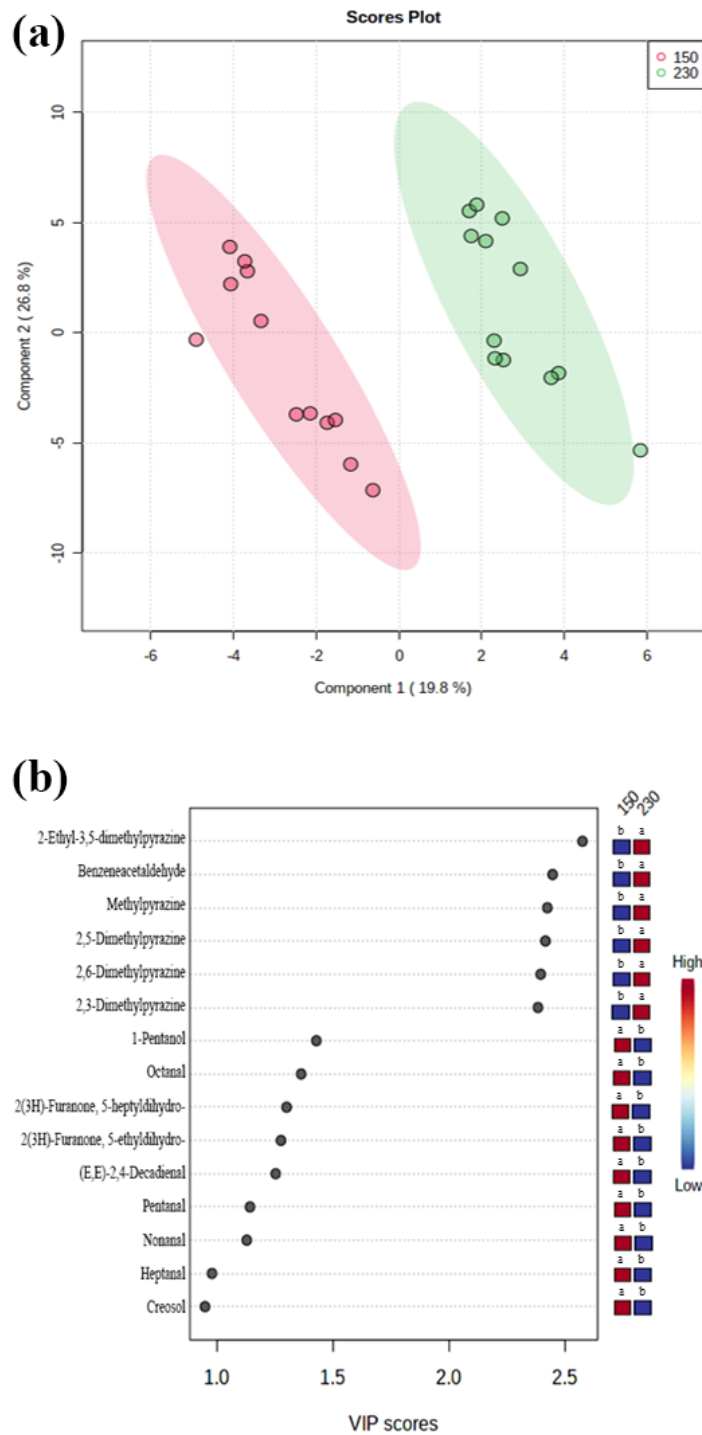 (a)
Scores Plot
150
230
10
5
0
-5
-10
Component 2 ( 26.8 %)
-6 -4 -2 0 2 4 6
Component 1 ( 19.8 %)
(b)
150 230
2-Ethyl-3,5-dimethylpyrazine b a
Benzeneacetaldehyde b a
Methylpyrazine b a
2,5-Dimethylpyrazine b a
2,6-Dimethylpyrazine b a
2,3-Dimethylpyrazine b a
1-Pentanol a b
Octanal a b
2(3H)-Furanone, 5-heptyldihydro- a b
2(3H)-Furanone, 5-ethyldihydro- a b
(E,E)-2,4-Decadienal a b
Pentanal a b
Nonanal a b
Heptanal a b
Creosol a b
High
Low
1.0 1.5 2.0 2.5
VIP scores